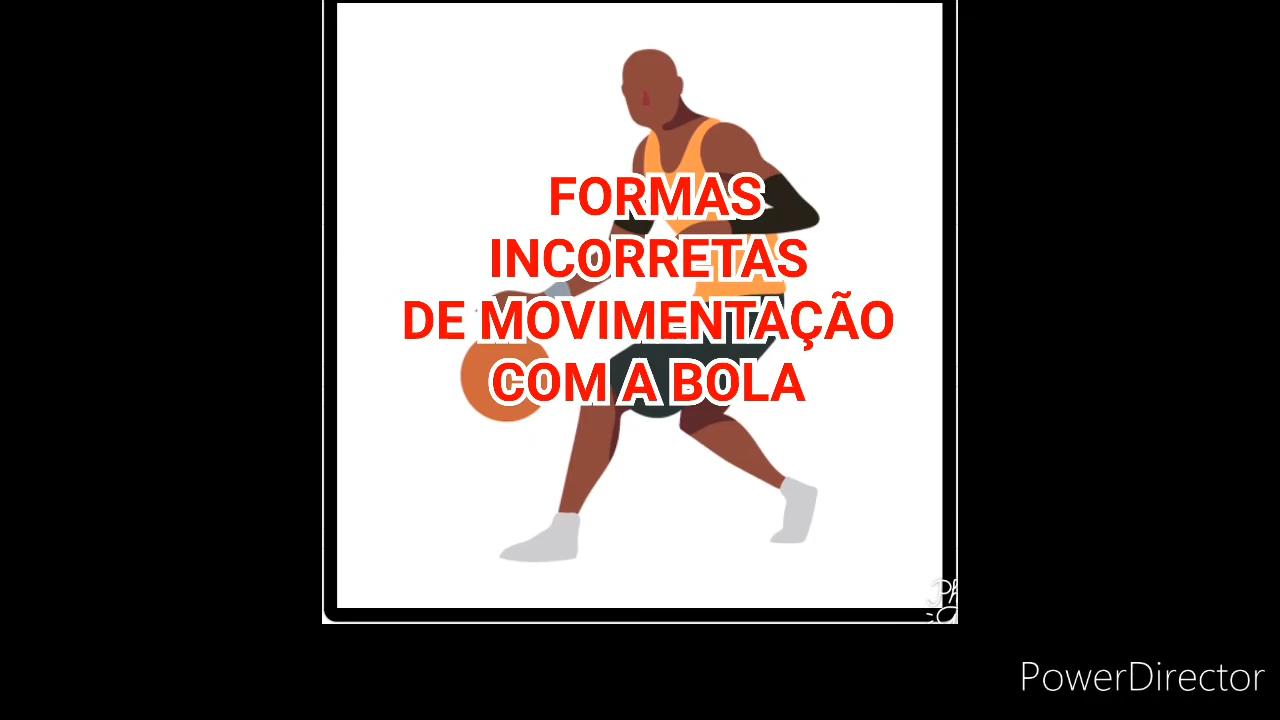 FORMAS
INCORRETAS
DE MOVIMENTAÇÃO
COM A BOLA
PowerDirector